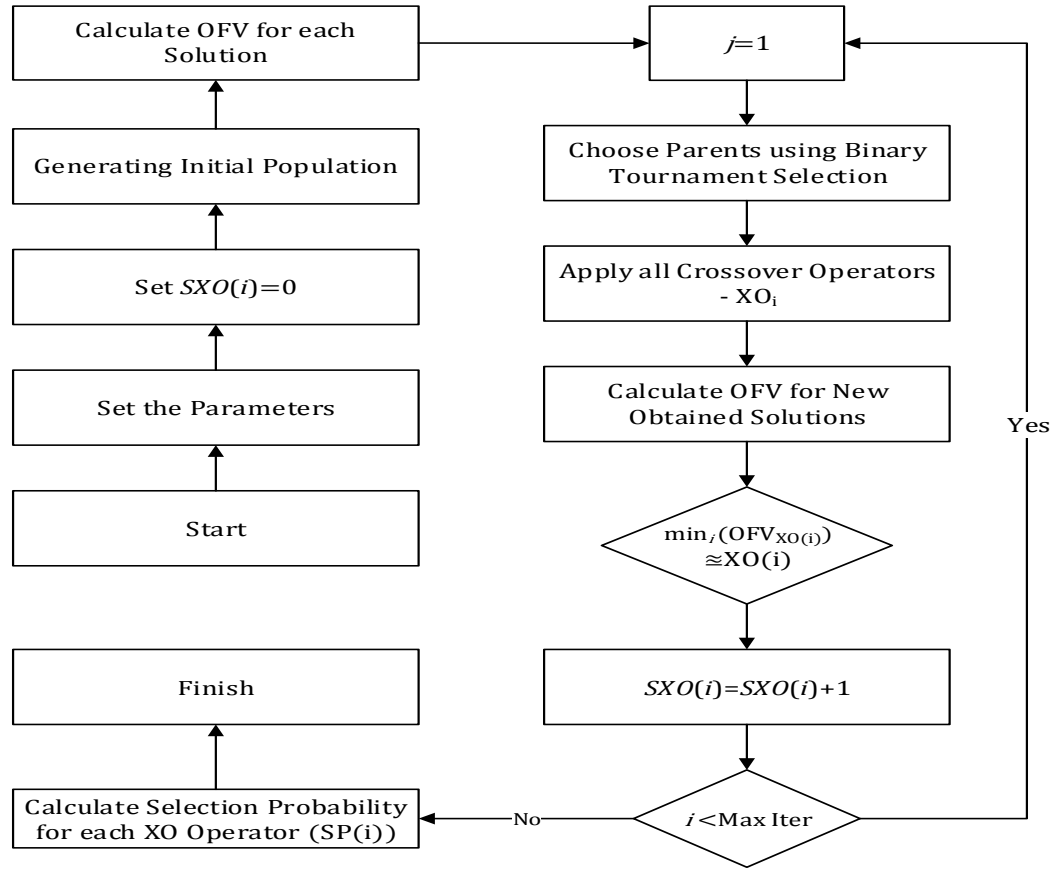 Calculate OFV for each
Solution
j=1
Generating Initial Population
Choose Parents using Binary
Tournament Selection
Set SXO(i)=0
Apply all Crossover Operators
- XOi
Set the Parameters
Calculate OFV for New
Obtained Solutions
Yes
Start
mini(OFVXO(i))
≊XO(i)
Finish
SXO(i)=SXO(i)+1
Calculate Selection Probability
for each XO Operator (SP(i))
No
i<Max Iter